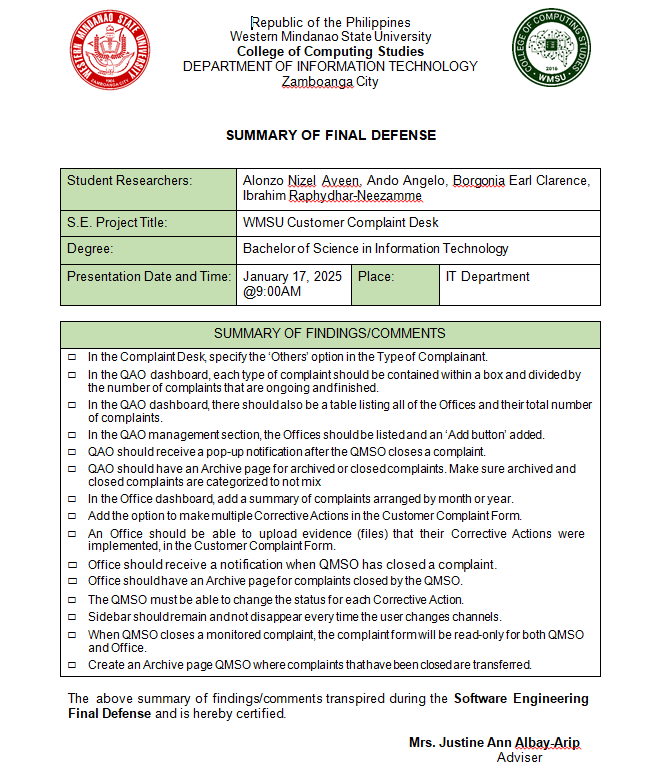 Republic of the Philippines
Western Mindanao State University
College of Computing Studies
DEPARTMENT OF INFORMATION TECHNOLOGY
Zamboanga City
WESTERN MINDANAO STATE UNIVERSITY
ZAMBOANGA CITY
COLLEGE OF COMPUTING STUDIES
2016
WMSU
SUMMARY OF FINAL DEFENSE
Student Researchers:
Alonzo Nizel Ayeen, Ando Angelo, Borgonia Earl Clarence,
Ibrahim Raphydhar-Neezamme
S.E. Project Title:
WMSU Customer Complaint Desk
Degree:
Bachelor of Science in Information Technology
Presentation Date and Time:
January 17, 2025
@9:00AM
Place:
IT Department
SUMMARY OF FINDINGS/COMMENTS
In the Complaint Desk, specify the ‘Others’ option in the Type of Complainant.
In the QAO dashboard, each type of complaint should be contained within a box and divided by
the number of complaints that are ongoing and finished.
In the QAO dashboard, there should also be a table listing all of the Offices and their total number
of complaints.
In the QAO management section, the Offices should be listed and an ‘Add button’ added.
QAO should receive a pop-up notification after the QMSO closes a complaint.
QAO should have an Archive page for archived or closed complaints. Make sure archived and
closed complaints are categorized to not mix
In the Office dashboard, add a summary of complaints arranged by month or year.
Add the option to make multiple Corrective Actions in the Customer Complaint Form.
An Office should be able to upload evidence (files) that their Corrective Actions were
implemented, in the Customer Complaint Form.
Office should receive a notification when QMSO has closed a complaint.
Office should have an Archive page for complaints closed by the QMSO.
The QMSO must be able to change the status for each Corrective Action.
Sidebar should remain and not disappear every time the user changes channels.
When QMSO closes a monitored complaint, the complaint form will be read-only for both QMSO
and Office.
Create an Archive page QMSO where complaints that have been closed are transferred.
The above summary of findings/comments transpired during the Software Engineering
Final Defense and is hereby certified.
Mrs. Justine Ann Albay-Arip
Adviser